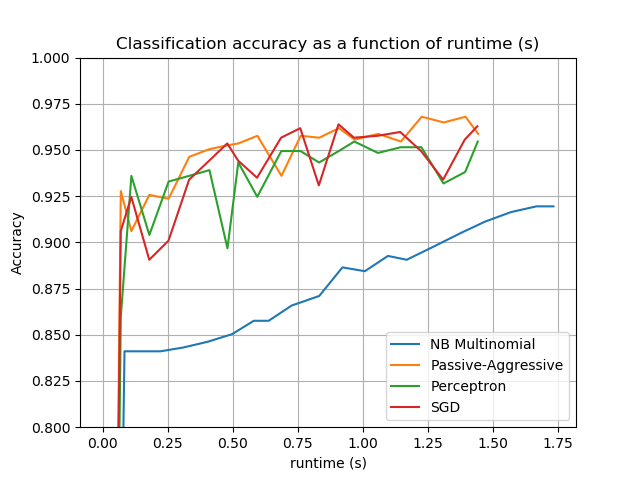 Classification accuracy as a function of runtime (s)
1.000
0.975
0.950
0.925
0.900
0.875
0.850
0.825
0.800
Accuracy
NB Multinomial
Passive-Aggressive
Perceptron
SGD
0.00 0.25 0.50 0.75 1.00 1.25 1.50 1.75
runtime (s)